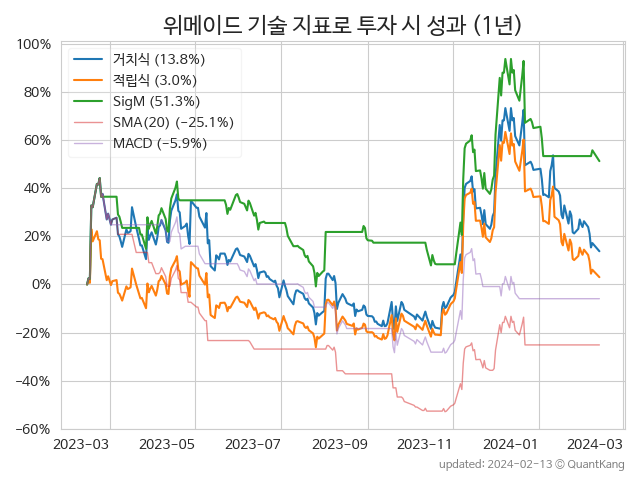 위메이드 기술 지표로 투자 시 성과 (1년)
100%
80%
60%
40%
20%
0%
−20%
−40%
−60%
거치식 (13.8%)
적립식 (3.0%)
SigM (51.3%)
SMA(20) (−25.1%)
MACD (−5.9%)
2023-03 2023-05 2023-07 2023-09 2023-11 2024-01 2024-03
updated: 2024-02-13 ⓒ QuantKang